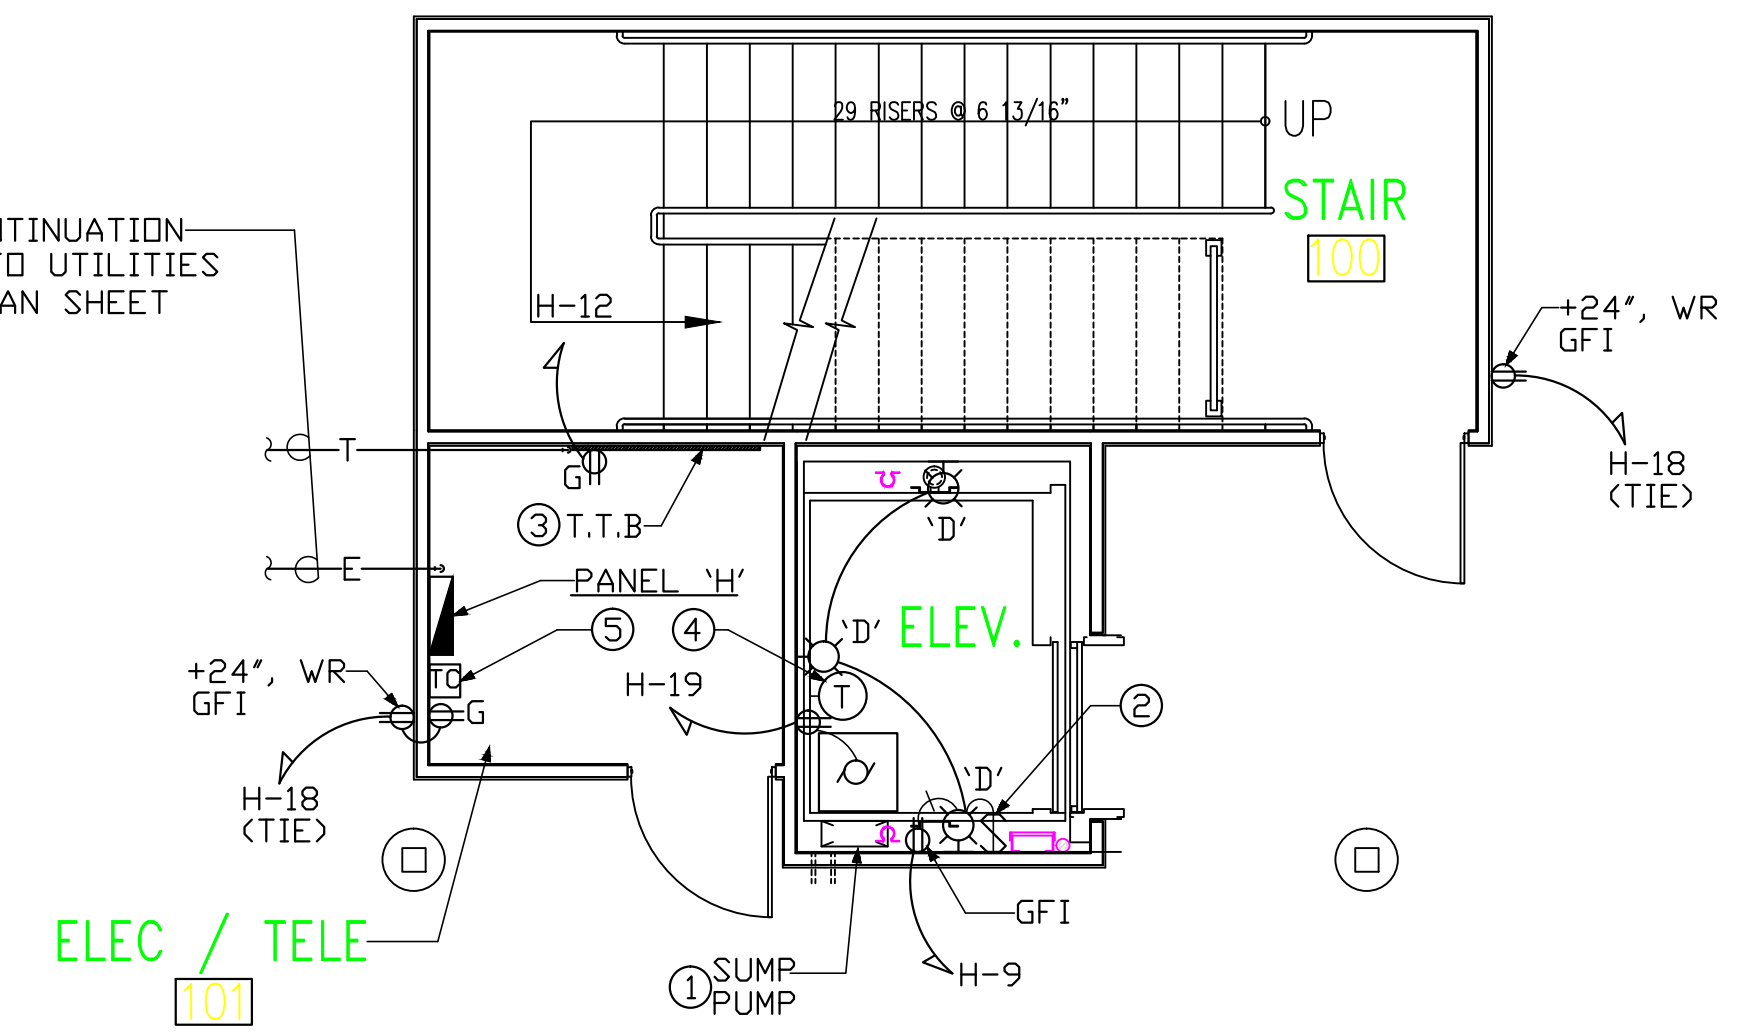 29 RISERS @ 6 13/16"
UP
STAIR
100
NTINUATION
TO UTILITIES
AN SHEET
H-12
+24", WR
GFI
H-18
(TIE)
T
G
3 T.T.B
'D'
E
PANEL 'H'
5
4
'D'
ELEV.
+24", WR
GFI
TC
H-19
T
2
G
'D'
H-18
(TIE)
GFI
ELEC / TELE
101
1 SUMP
PUMP
H-9